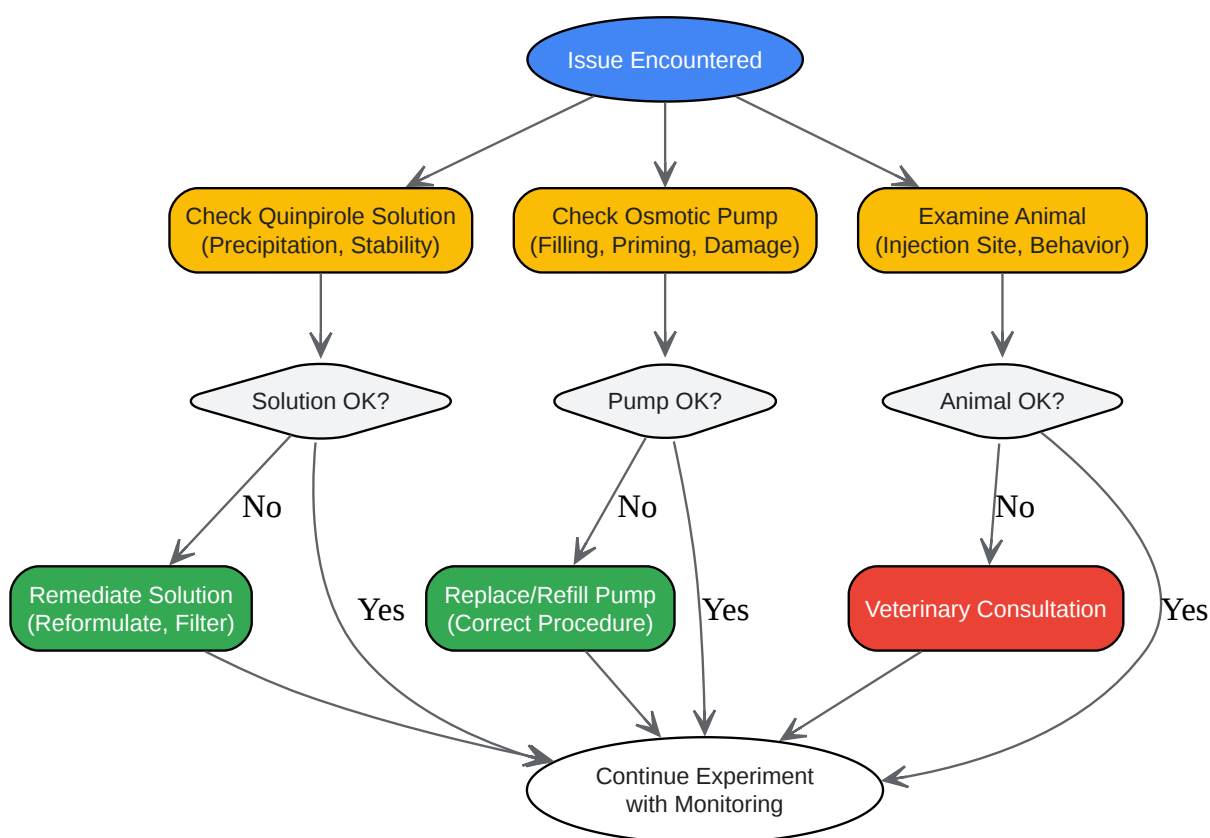 Issue Encountered
Check Quinpirole Solution
(Precipitation, Stability)
Check Osmotic Pump
(Filling, Priming, Damage)
Examine Animal
(Injection Site, Behavior)
Solution OK?
Pump OK?
Animal OK?
No
No
No
Remediate Solution
(Reformulate, Filter)
Yes
Replace/Refill Pump
(Correct Procedure)
Yes
Veterinary Consultation
Yes
Continue Experiment
with Monitoring